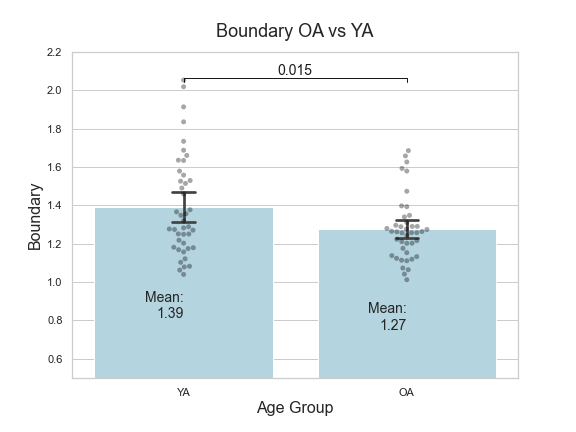 Boundary OA vs YA
2.2
2.0
1.8
1.6
1.4
1.2
1.0
0.8
0.6
Boundary
0.015
Mean:
1.39
Mean:
1.27
YA
OA
Age Group